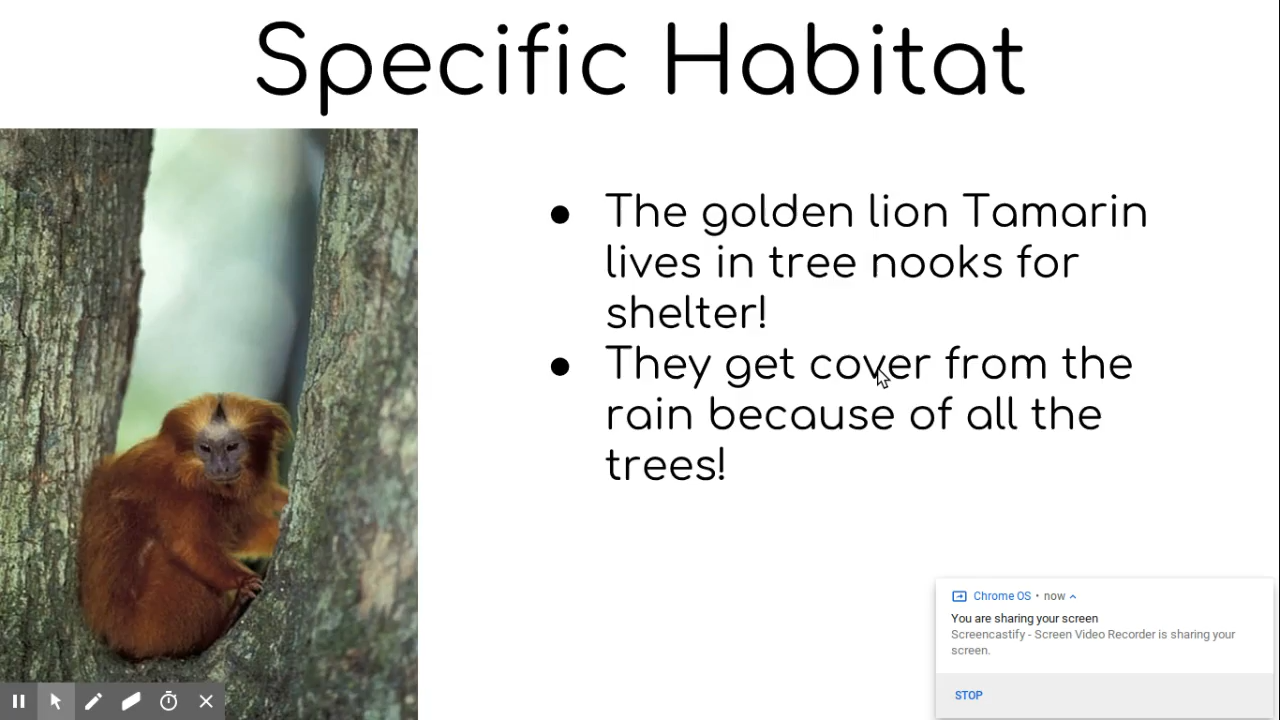 Specific Habitat
● The golden lion Tamarin
lives in tree nooks for
shelter!
● They get cover from the
rain because of all the
trees!
Chrome OS • now
You are sharing your screen
Screencastify - Screen Video Recorder is sharing your
screen.
STOP